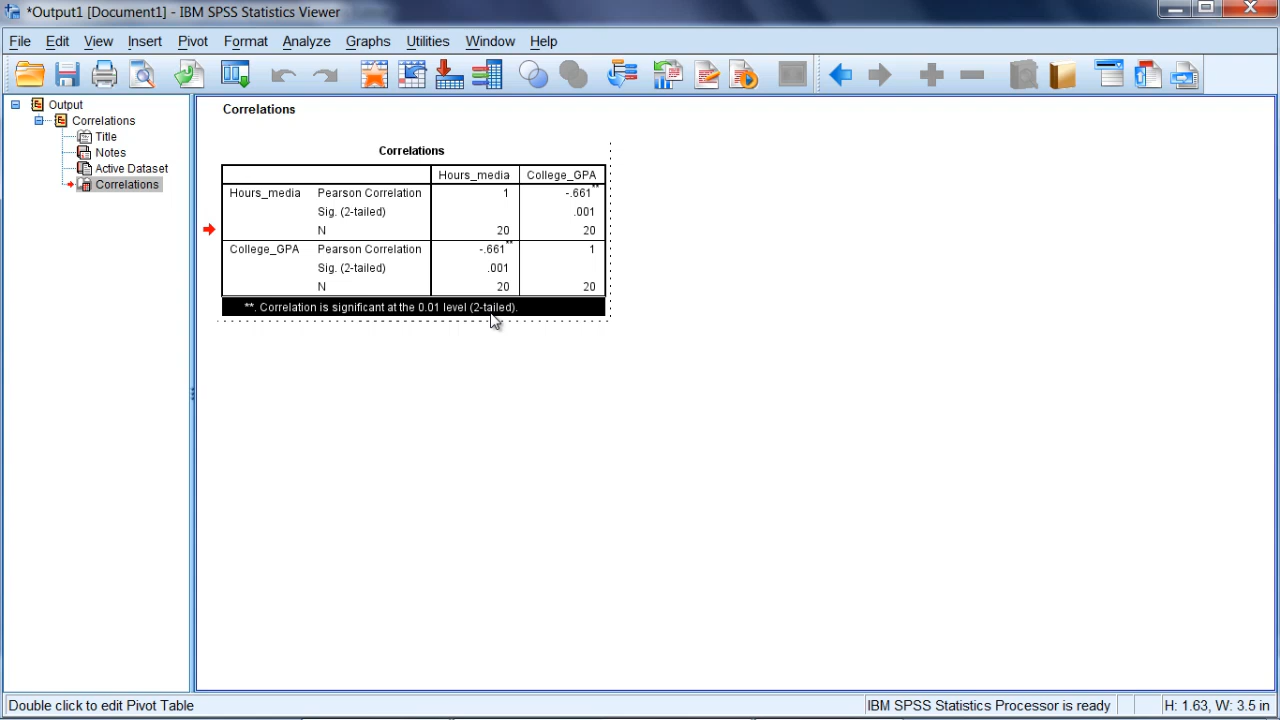 *Output1 [Document1] - IBM SPSS Statistics Viewer
File Edit View Insert Pivot Format Analyze Graphs Utilities Window Help
Output
Correlations
Title
Notes
Active Dataset
Correlations
Correlations
Correlations
Hours_media College_GPA
Hours_media Pearson Correlation 1 -.661**
Sig. (2-tailed) .001
N 20 20
College_GPA Pearson Correlation -.661** 1
Sig. (2-tailed) .001
N 20 20
**. Correlation is significant at the 0.01 level (2-tailed).
Double click to edit Pivot Table IBM SPSS Statistics Processor is ready H: 1.63, W: 3.5 in